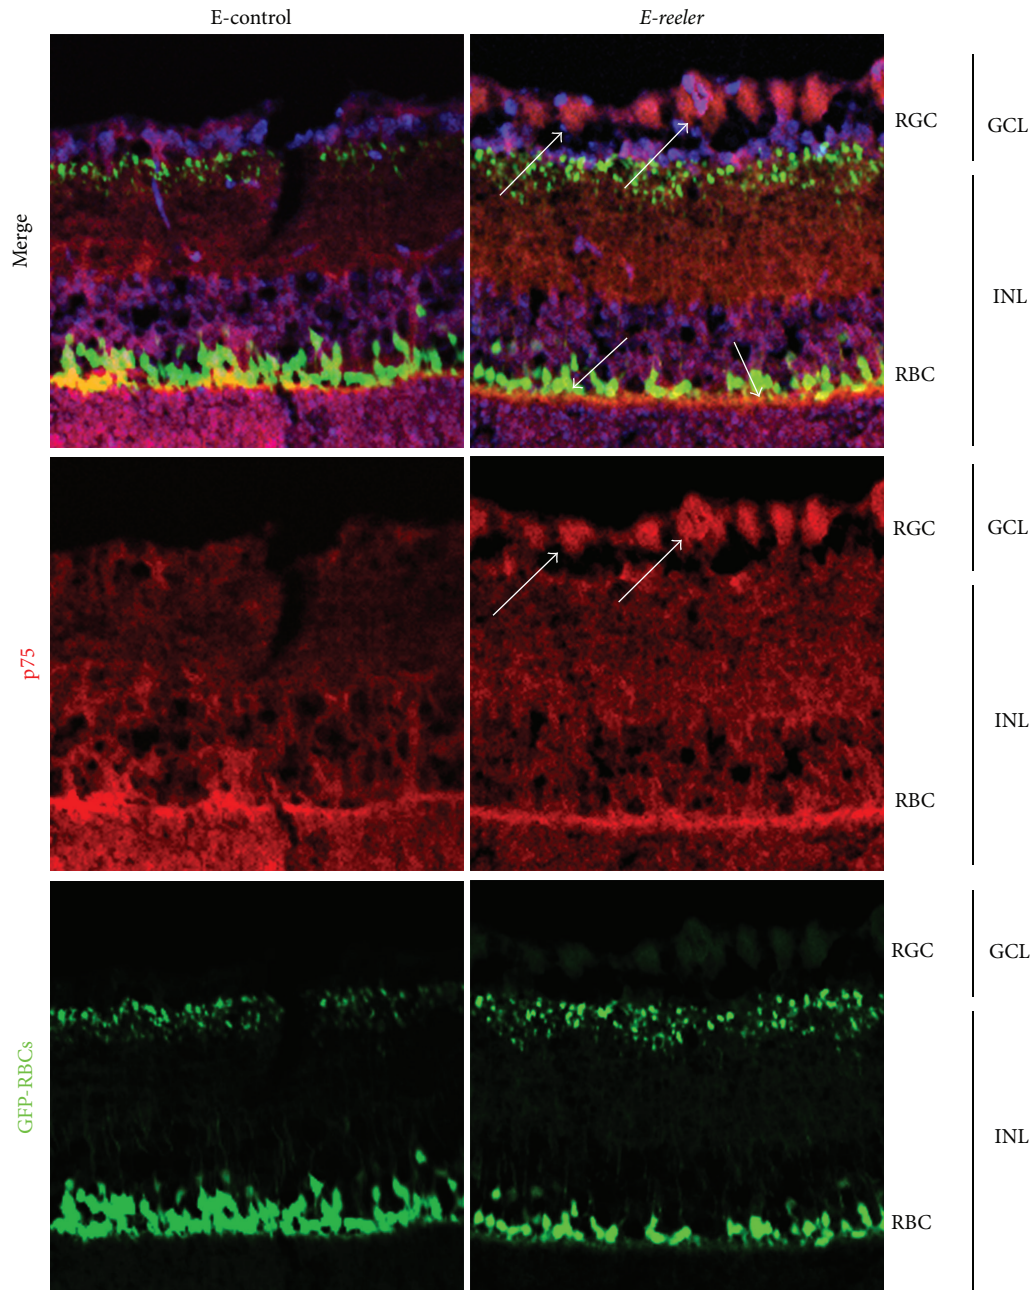 E-control
E-reeler
Merge
RGC
GCL
INL
RBC
p75
RGC
GCL
INL
RBC
GFP-RBCs
RGC
GCL
INL
RBC